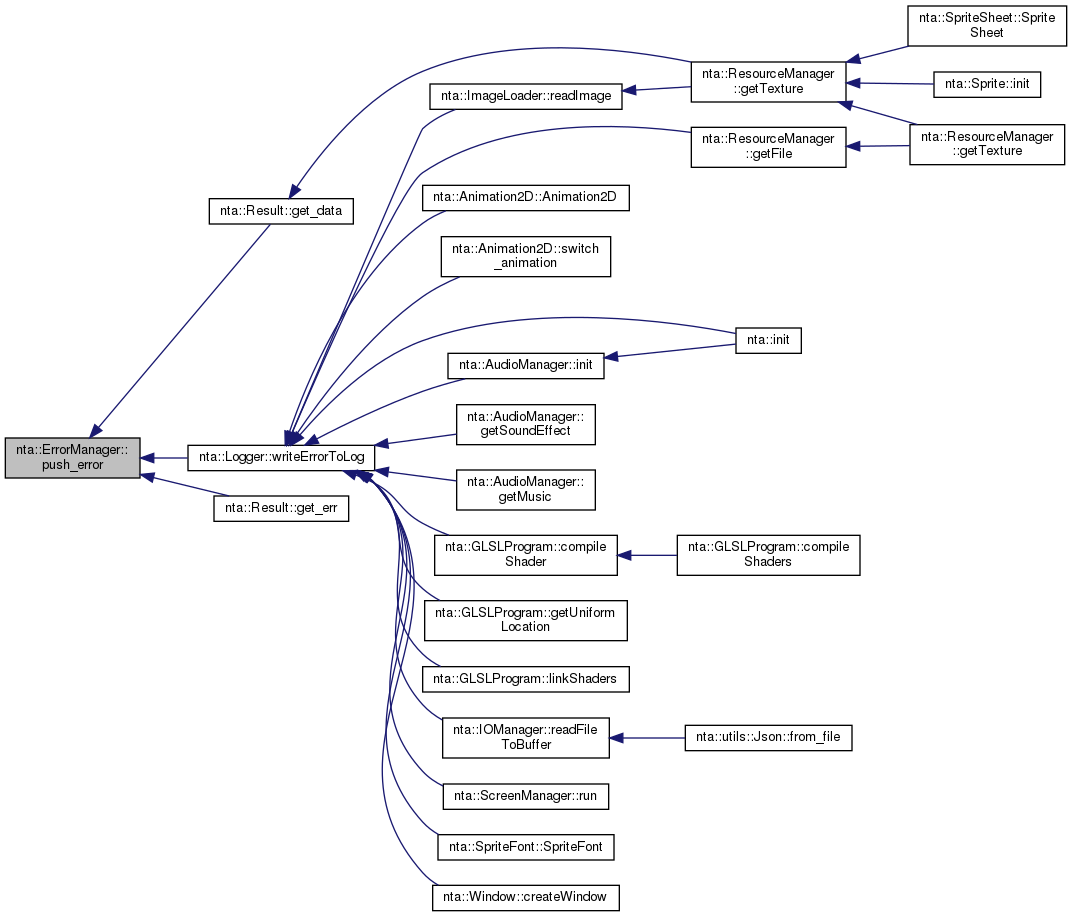 nta::SpriteSheet::Sprite
Sheet
nta::ResourceManager
::getTexture
nta::Sprite::init
nta::ImageLoader::readImage
nta::ResourceManager
::getTexture
nta::ResourceManager
::getFile
nta::Animation2D::Animation2D
nta::Result::get_data
nta::Animation2D::switch
_animation
nta::init
nta::AudioManager::init
nta::AudioManager::
getSoundEffect
nta::ErrorManager::
push_error
nta::Logger::writeErrorToLog
nta::AudioManager::
getMusic
nta::Result::get_err
nta::GLSLProgram::compile
Shader
nta::GLSLProgram::compile
Shaders
nta::GLSLProgram::getUniform
Location
nta::GLSLProgram::linkShaders
nta::IOManager::readFile
ToBuffer
nta::utils::Json::from_file
nta::ScreenManager::run
nta::SpriteFont::SpriteFont
nta::Window::createWindow